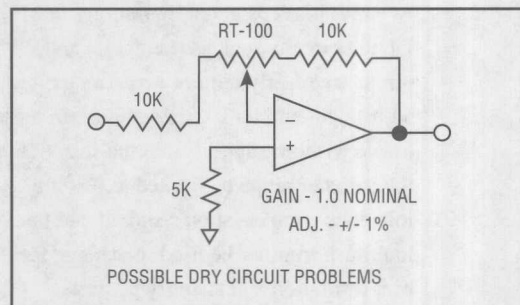 RT-100 10K
10K
−
+
5K
GAIN - 1.0 NOMINAL
ADJ. - +/- 1%
POSSIBLE DRY CIRCUIT PROBLEMS